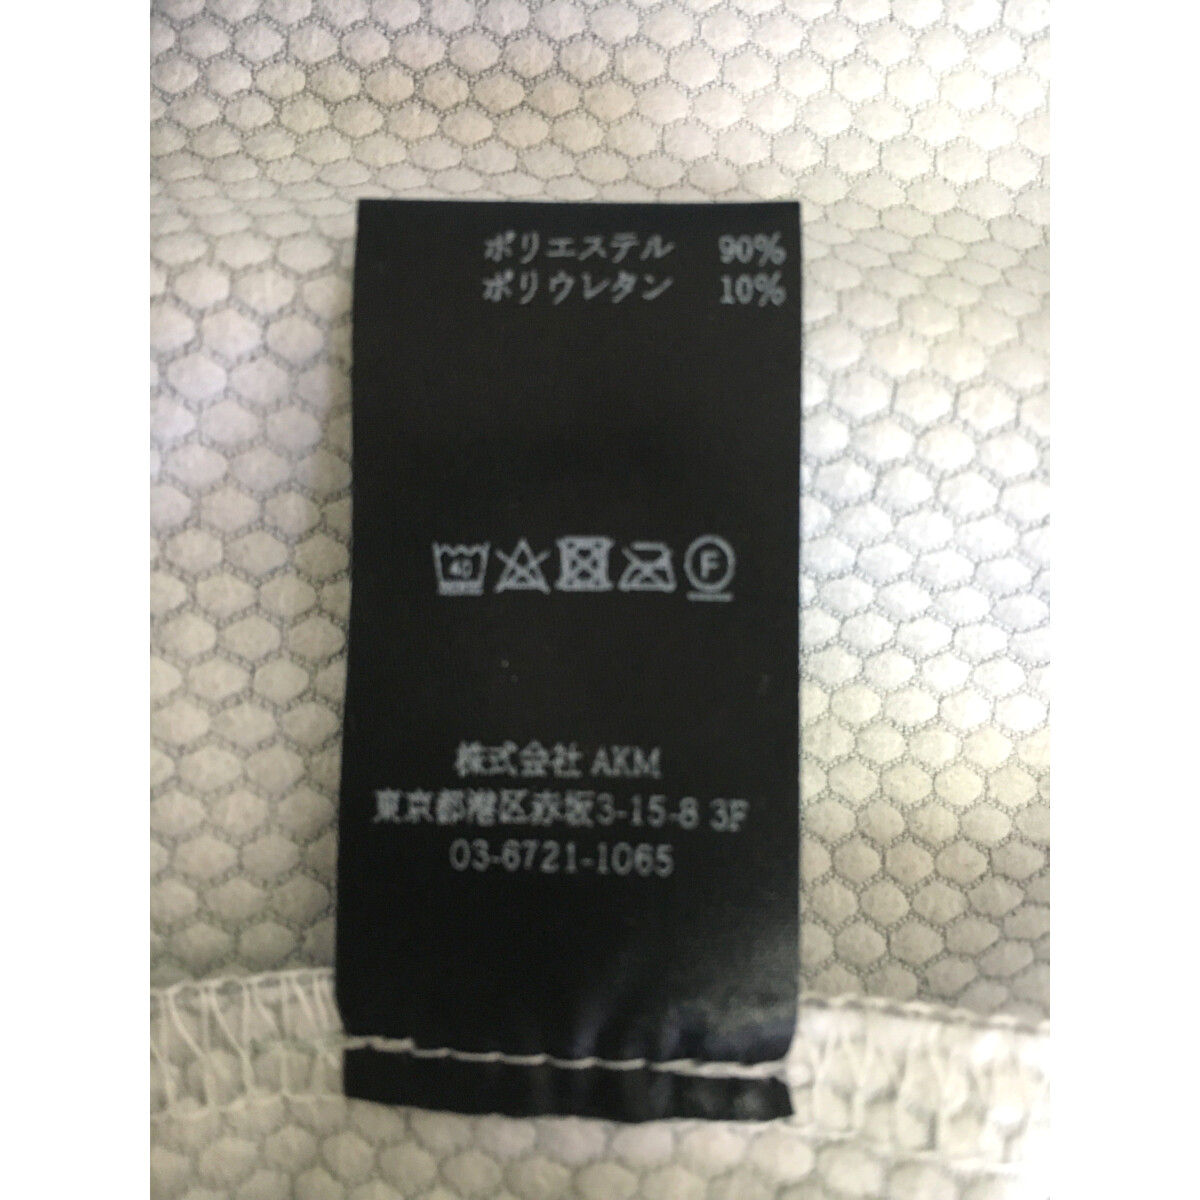 ポリエステル 90%
ポリウレタン 10%
40 F
株式会社 AKM
東京都港区赤坂3-15-8 3F
03-6721-1065